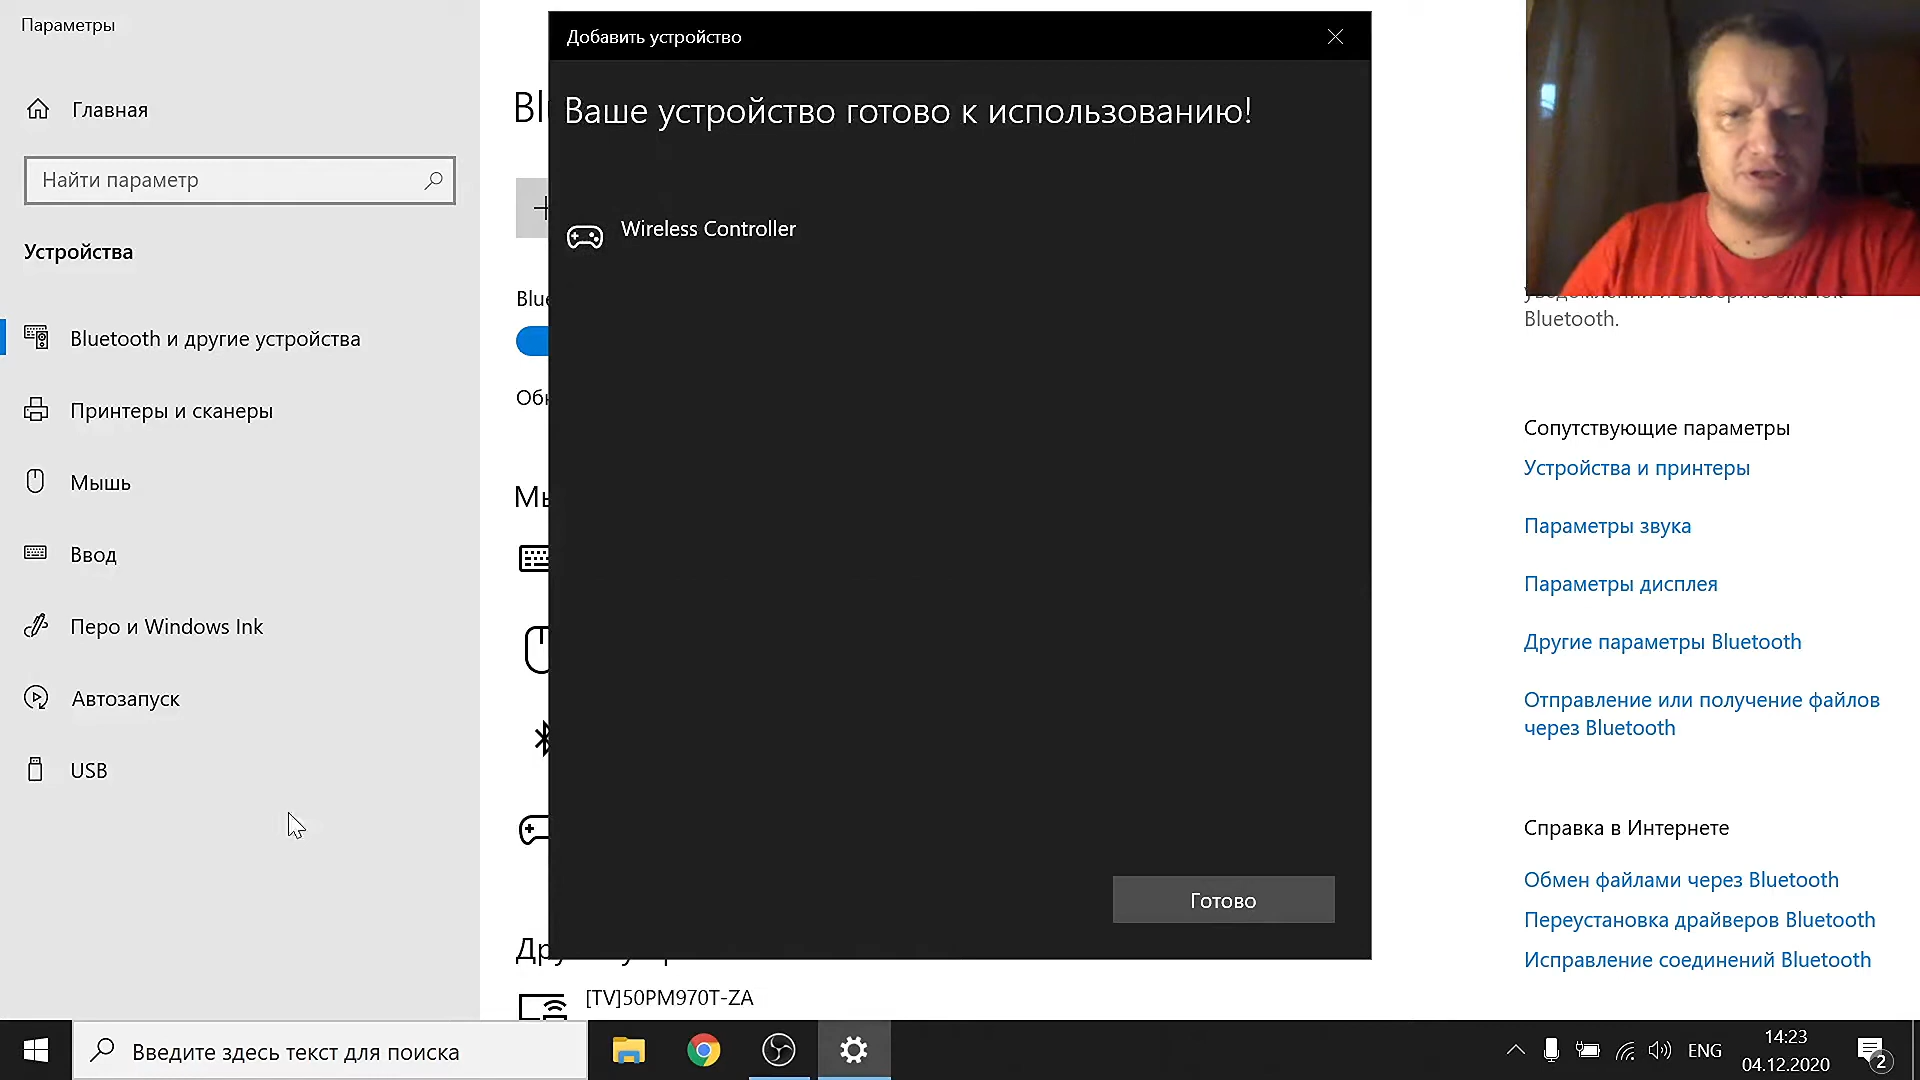 Параметры
Главная
Найти параметр
Устройства
Bluetooth и другие устройства
Принтеры и сканеры
Мышь
Ввод
Перо и Windows Ink
Автозапуск
USB
Добавить устройство
Ваше устройство готово к использованию!
Wireless Controller
Готово
[TV]50PM970T-ZA
Bluetooth.
Сопутствующие параметры
Устройства и принтеры
Параметры звука
Параметры дисплея
Другие параметры Bluetooth
Отправление или получение файлов
через Bluetooth
Справка в Интернете
Обмен файлами через Bluetooth
Переустановка драйверов Bluetooth
Исправление соединений Bluetooth
Введите здесь текст для поиска
ENG
14:23
04.12.2020
2